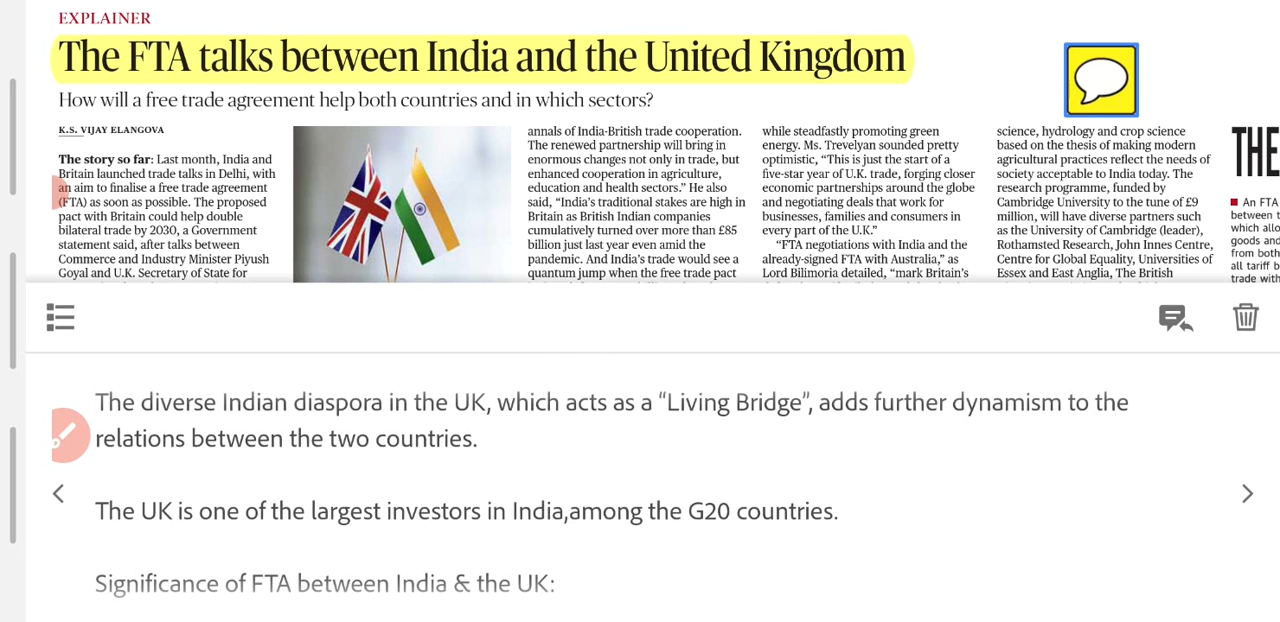 EXPLAINER
The FTA talks between India and the United Kingdom
How will a free trade agreement help both countries and in which sectors?
K.S. VIJAY ELANGOVA
The story so far: Last month, India and
Britain launched trade talks in Delhi, with
an aim to finalise a free trade agreement
(FTA) as soon as possible. The proposed
pact with Britain could help double
bilateral trade by 2030, a Government
statement said, after talks between
Commerce and Industry Minister Piyush
Goyal and U.K. Secretary of State for
annals of India-British trade cooperation.
The renewed partnership will bring in
enormous changes not only in trade, but
enhanced cooperation in agriculture,
education and health sectors.” He also
said, “India’s traditional stakes are high in
Britain as British Indian companies
cumulatively turned over more than £85
billion just last year even amid the
pandemic. And India’s trade would see a
quantum jump when the free trade pact
while steadfastly promoting green
energy. Ms. Trevelyan sounded pretty
optimistic, “This is just the start of a
five-star year of U.K. trade, forging closer
economic partnerships around the globe
and negotiating deals that work for
businesses, families and consumers in
every part of the U.K.”
“FTA negotiations with India and the
already-signed FTA with Australia,” as
Lord Bilimoria detailed, “mark Britain’s
science, hydrology and crop science
based on the thesis of making modern
agricultural practices reflect the needs of
society acceptable to India today. The
research programme, funded by
Cambridge University to the tune of £9
million, will have diverse partners such
as the University of Cambridge (leader),
Rothamsted Research, John Innes Centre,
Centre for Global Equality, Universities of
Essex and East Anglia, The British
THE
An FTA
between t
which allo
goods and
from both
all tariff b
trade with
The diverse Indian diaspora in the UK, which acts as a “Living Bridge”, adds further dynamism to the
relations between the two countries.
The UK is one of the largest investors in India,among the G20 countries.
Significance of FTA between India & the UK: